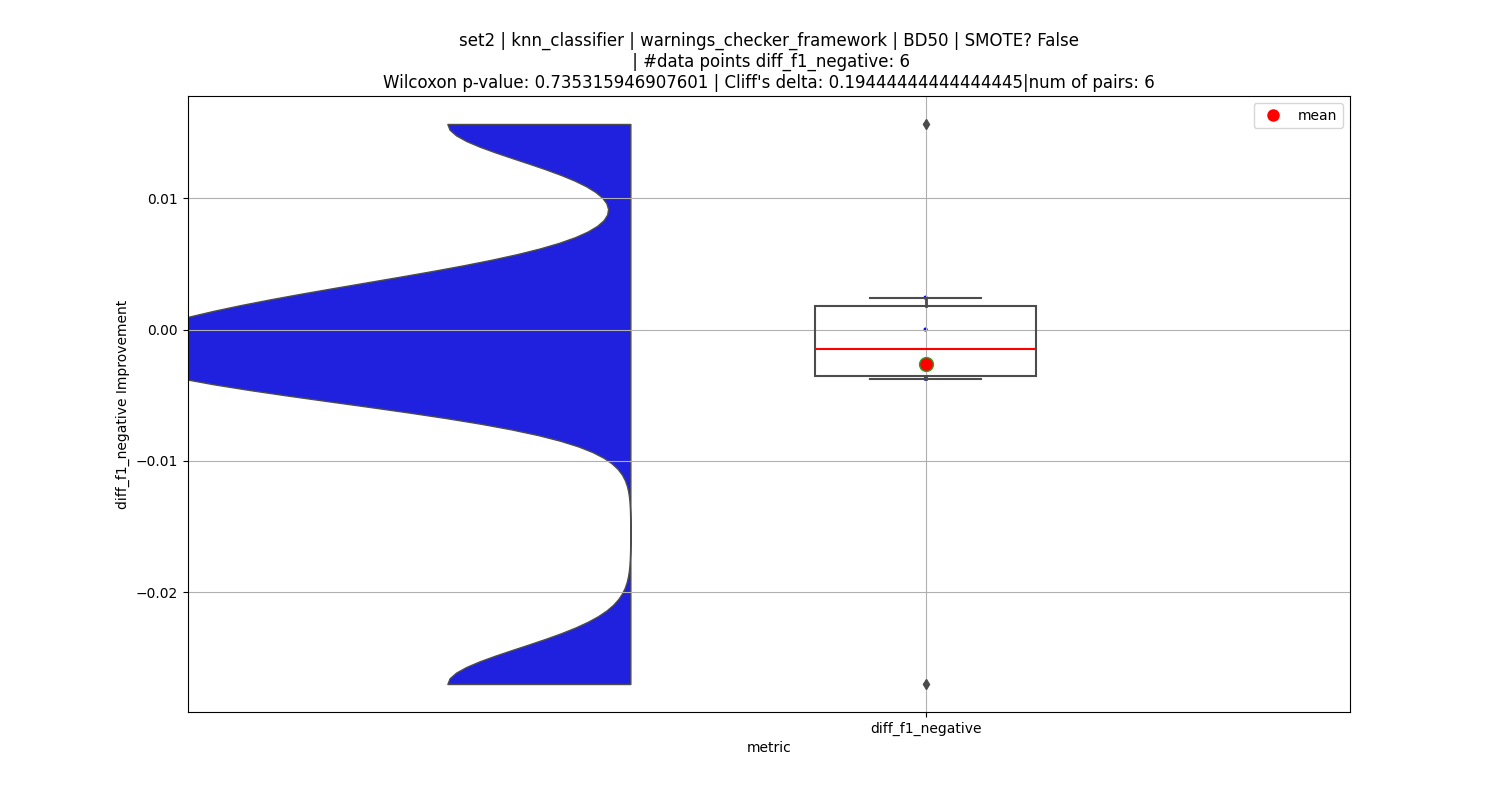 set2 | knn_classifier | warnings_checker_framework | BD50 | SMOTE? False
| #data points diff_f1_negative: 6
Wilcoxon p-value: 0.735315946907601 | Cliff's delta: 0.19444444444444445|num of pairs: 6
mean
0.01
0.00
−0.01
−0.02
diff_f1_negative Improvement
diff_f1_negative
metric